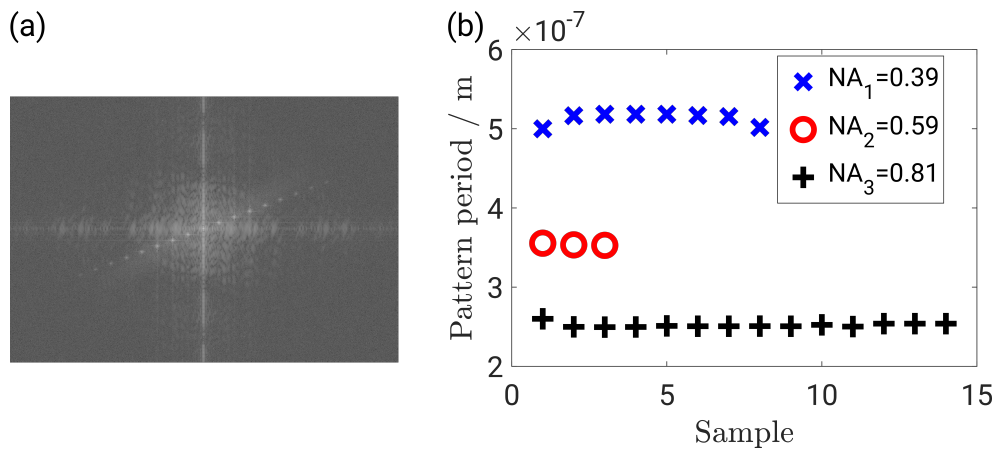 (a)
(b)
×10⁻⁷
6
5
4
3
2
Pattern period / m
0
5
10
15
Sample
NA₁=0.39
NA₂=0.59
NA₃=0.81